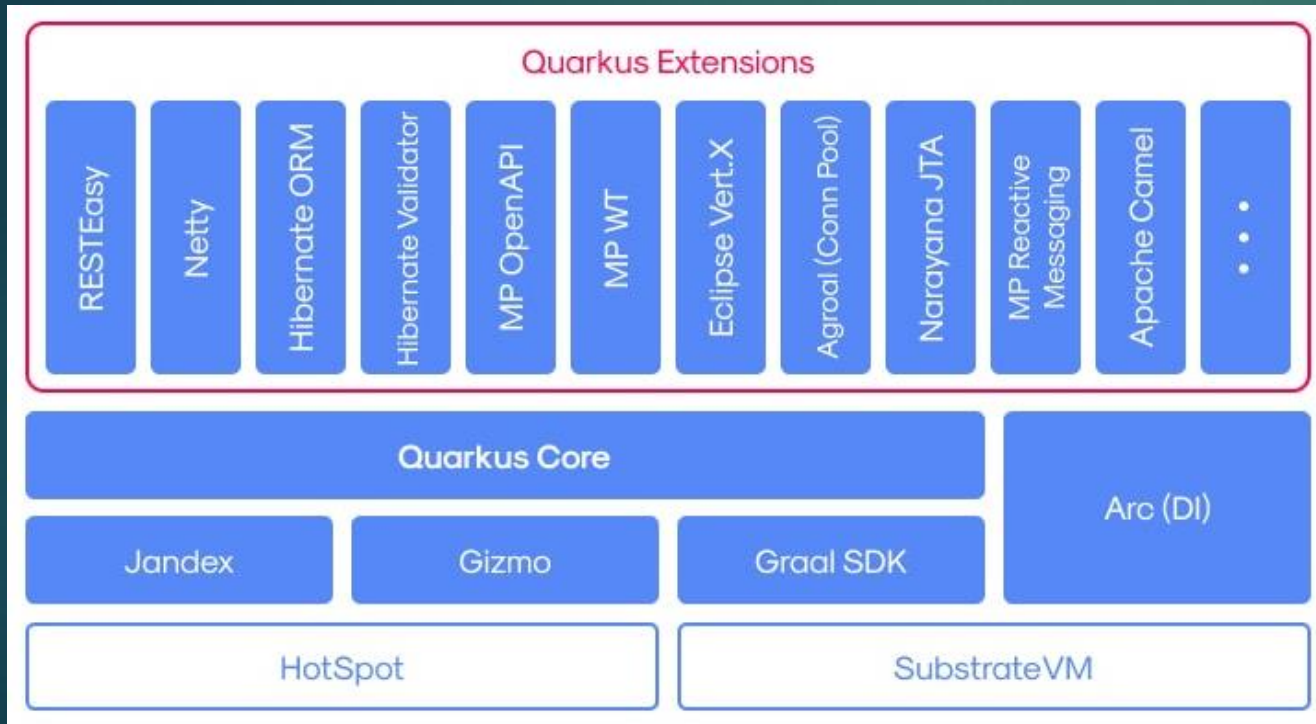 Quarkus Extensions
RESTEasy
Netty
Hibernate ORM
Hibernate Validator
MP OpenAPI
MP WT
Eclipse Vert.X
Agroal (Conn Pool)
Narayana JTA
MP Reactive
Messaging
Apache Camel
...
Quarkus Core
Arc (DI)
Jandex
Gizmo
Graal SDK
HotSpot
SubstrateVM